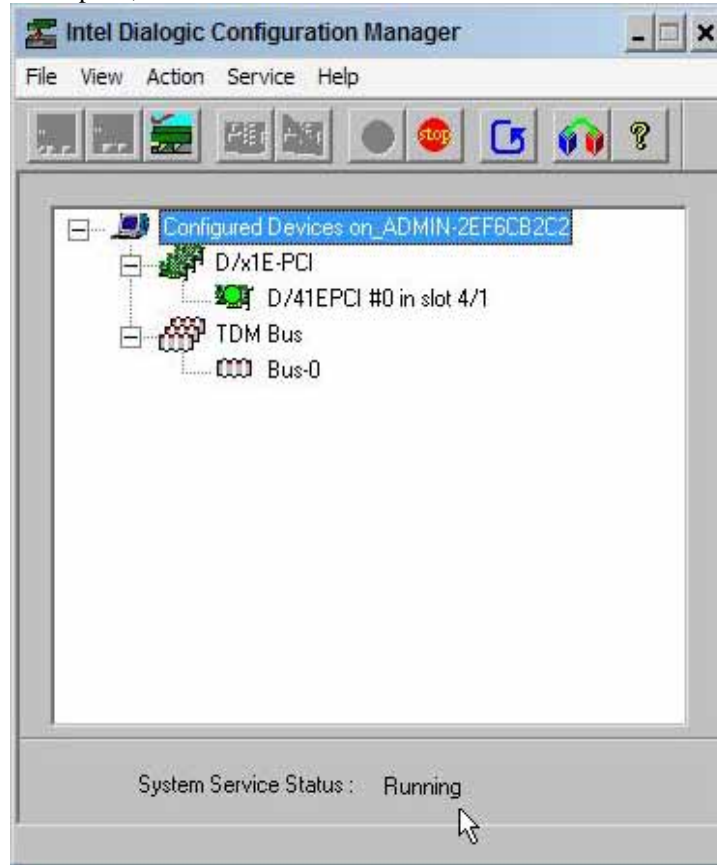 Intel Dialogic Configuration Manager
File View Action Service Help
stop
?
Configured Devices on_ADMIN-2EF6CB2C2
D/x1E-PCI
D/41EPCI #0 in slot 4/1
TDM Bus
Bus-0
System Service Status : Running